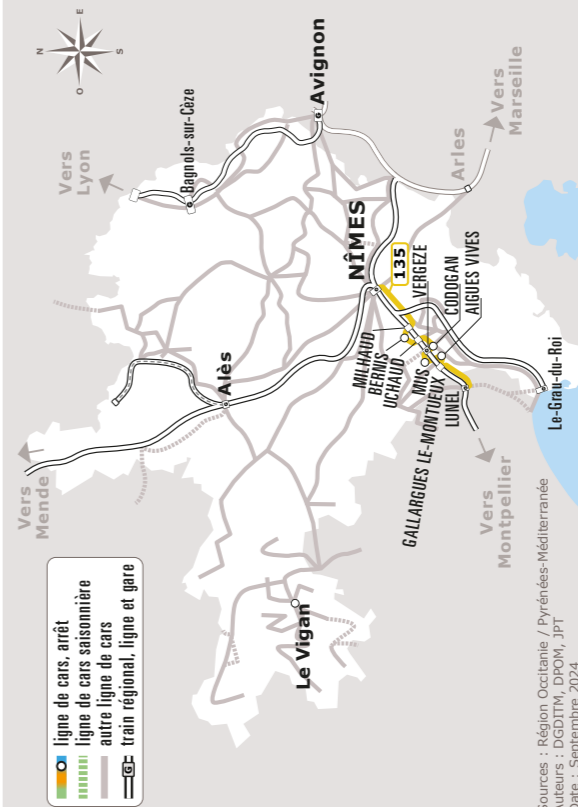 N
E
S
O
Vers
Lyon
Bagnols-sur-Cèze
Avignon
Vers
Marseille
Arles
Vers
Mende
Alès
NÎMES
135
VERGEZE
CODOGAN
AIGUES VIVES
MILHAUD
BERNIS
UCHAUD
MUS
GALLARGUES LE-MONTUEUX
LUNEL
Le-Grau-du-Roi
Vers
Montpellier
Le Vigan
ligne de cars, arrêt
ligne de cars saisonnière
autre ligne de cars
G
train régional, ligne et gare
Sources : Région Occitanie / Pyrénées-Méditerranée
Auteurs : DGDITM, DPOM, JPT
Date : Septembre 2024